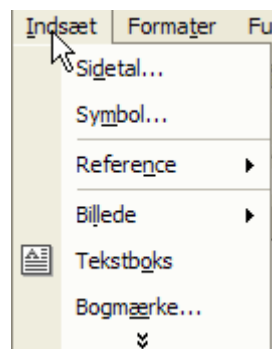 Indsæt Formater Fu
Sidetal...
Symbol...
Reference
Billede
Tekstboks
Bogmærke...